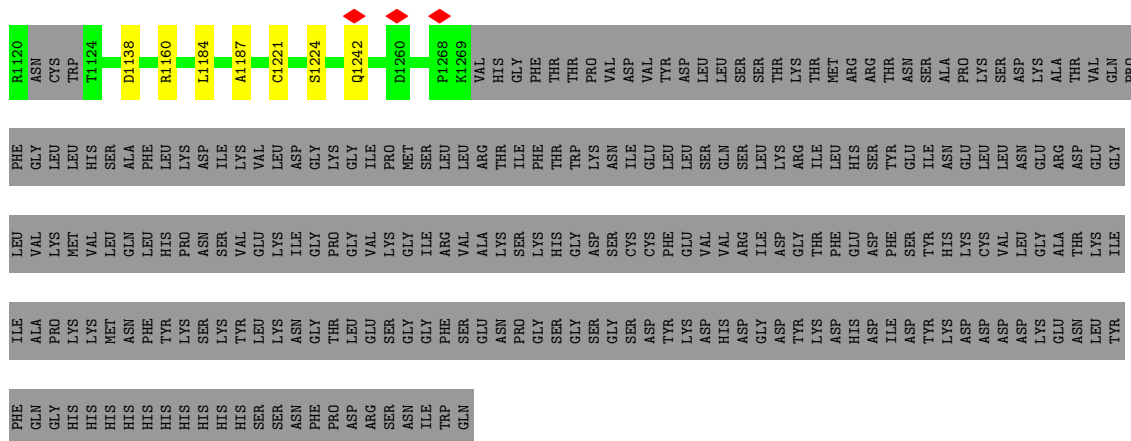 R1120 ASN CYS TRP T1124 D1138 R1160 L1184 A1187 C1221 S1224 Q1242 D1260 P1268 K1269 VAL HIS GLY PHE THR THR PRO VAL ASP VAL TYR ASP LEU LEU SER SER THR LYS THR MET ARG ARG THR ASN SER ALA PRO LYS SER ASP LYS ALA THR VAL GLN PRO
PHE GLY LEU LEU HIS SER ALA PHE LEU LYS ASP ILE LYS VAL LEU ASP GLY LYS GLY ILE PRO MET SER LEU LEU ARG THR ILE PHE THR TRP LYS ASN ILE GLU LEU LEU SER GLN SER LEU LYS ARG ILE LEU HIS SER TYR GLU ILE ASN GLU LEU LEU ASN GLU ARG ASP GLU GLY
LEU VAL LYS MET VAL LEU GLN LEU HIS PRO ASN SER VAL GLU LYS ILE GLY PRO GLY VAL LYS GLY ILE ARG VAL ALA LYS SER LYS HIS GLY ASP SER CYS CYS PHE GLU VAL VAL ARG ILE ASP GLY THR PHE GLU ASP PHE SER TYR HIS LYS CYS VAL LEU GLY ALA THR LYS ILE
ILE ALA PRO LYS LYS MET ASN PHE TYR LYS SER LYS TYR LEU LYS ASN GLY THR LEU GLU SER GLY GLY PHE SER GLU ASN PRO GLY SER GLY SER GLY SER ASP TYR LYS ASP HIS ASP GLY ASP TYR LYS ASP HIS ASP ILE ASP TYR LYS ASP ASP ASP ASP LYS GLU ASN LEU TYR
PHE GLN GLY HIS HIS HIS HIS HIS HIS HIS HIS HIS HIS SER SER ASN PHE PRO ASP ARG SER ASN ILE TRP GLN